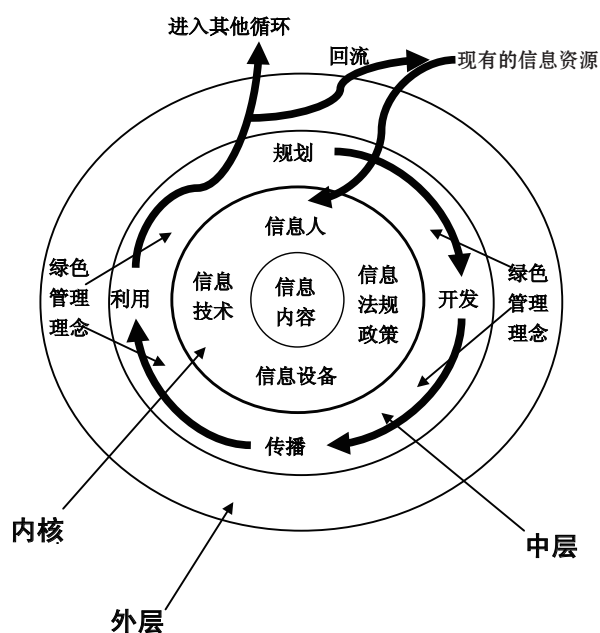 进入其他循环
回流
现有的信息资源
规划
信息人
绿色
管理
理念
利用
信息
技术
信息
内容
信息
法规
政策
开发
绿色
管理
理念
信息设备
传播
内核
中层
外层